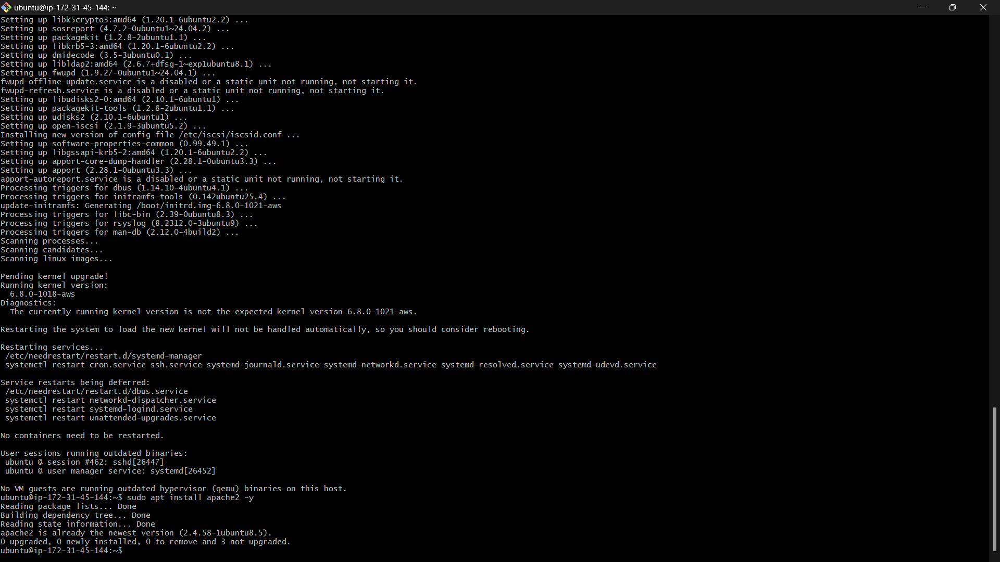 ubuntu@ip-172-31-45-144: ~
Setting up libk5crypto3:amd64 (1.20.1-6ubuntu2.2) ...
Setting up sosreport (4.7.2-0ubuntu1~24.04.2) ...
Setting up packagekit (1.2.8-2ubuntu1.1) ...
Setting up libkrb5-3:amd64 (1.20.1-6ubuntu2.2) ...
Setting up dmidecode (3.5-3ubuntu0.1) ...
Setting up libldap2:amd64 (2.6.7+dfsg-1~exp1ubuntu8.1) ...
Setting up fwupd (1.9.27-0ubuntu1~24.04.1) ...
fwupd-offline-update.service is a disabled or a static unit not running, not starting it.
fwupd-refresh.service is a disabled or a static unit not running, not starting it.
Setting up libudisks2-0:amd64 (2.10.1-6ubuntu1) ...
Setting up packagekit-tools (1.2.8-2ubuntu1.1) ...
Setting up udisks2 (2.10.1-6ubuntu1) ...
Setting up open-iscsi (2.1.9-3ubuntu5.2) ...
Installing new version of config file /etc/iscsi/iscsid.conf ...
Setting up software-properties-common (0.99.49.1) ...
Setting up libgssapi-krb5-2:amd64 (1.20.1-6ubuntu2.2) ...
Setting up apport-core-dump-handler (2.28.1-0ubuntu3.3) ...
Setting up apport (2.28.1-0ubuntu3.3) ...
apport-autoreport.service is a disabled or a static unit not running, not starting it.
Processing triggers for dbus (1.14.10-4ubuntu4.1) ...
Processing triggers for initramfs-tools (0.142ubuntu25.4) ...
update-initramfs: Generating /boot/initrd.img-6.8.0-1021-aws
Processing triggers for libc-bin (2.39-0ubuntu8.3) ...
Processing triggers for rsyslog (8.2312.0-3ubuntu9) ...
Processing triggers for man-db (2.12.0-4build2) ...
Scanning processes...
Scanning candidates...
Scanning linux images...
Pending kernel upgrade!
Running kernel version:
  6.8.0-1018-aws
Diagnostics:
  The currently running kernel version is not the expected kernel version 6.8.0-1021-aws.
Restarting the system to load the new kernel will not be handled automatically, so you should consider rebooting.
Restarting services...
 /etc/needrestart/restart.d/systemd-manager
 systemctl restart cron.service ssh.service systemd-journald.service systemd-networkd.service systemd-resolved.service systemd-udevd.service
Service restarts being deferred:
 /etc/needrestart/restart.d/dbus.service
 systemctl restart networkd-dispatcher.service
 systemctl restart systemd-logind.service
 systemctl restart unattended-upgrades.service
No containers need to be restarted.
User sessions running outdated binaries:
 ubuntu @ session #462: sshd[26447]
 ubuntu @ user manager service: systemd[26452]
No VM guests are running outdated hypervisor (qemu) binaries on this host.
ubuntu@ip-172-31-45-144:~$ sudo apt install apache2 -y
Reading package lists... Done
Building dependency tree... Done
Reading state information... Done
apache2 is already the newest version (2.4.58-1ubuntu8.5).
0 upgraded, 0 newly installed, 0 to remove and 3 not upgraded.
ubuntu@ip-172-31-45-144:~$